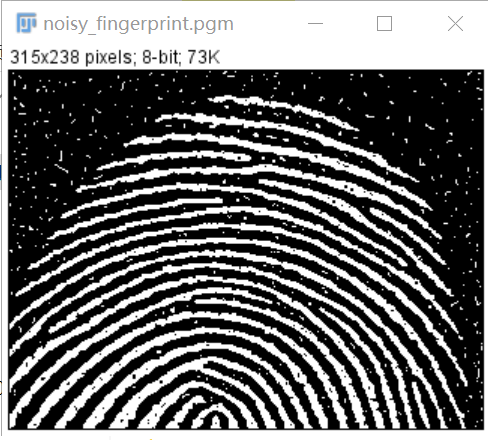 noisy_fingerprint.pgm
315x238 pixels; 8-bit; 73K